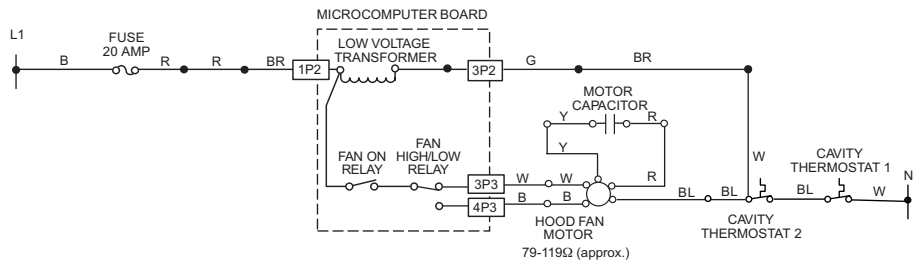 MICROCOMPUTER BOARD
L1
FUSE
20 AMP
LOW VOLTAGE
TRANSFORMER
B
R
R
BR
1P2
3P2
G
BR
MOTOR
CAPACITOR
Y
R
Y
FAN ON
RELAY
FAN
HIGH/LOW
RELAY
3P3
W
W
R
W
CAVITY
THERMOSTAT 1
N
4P3
B
B
BL
BL
BL
W
HOOD FAN
MOTOR
79-119Ω (approx.)
CAVITY
THERMOSTAT 2